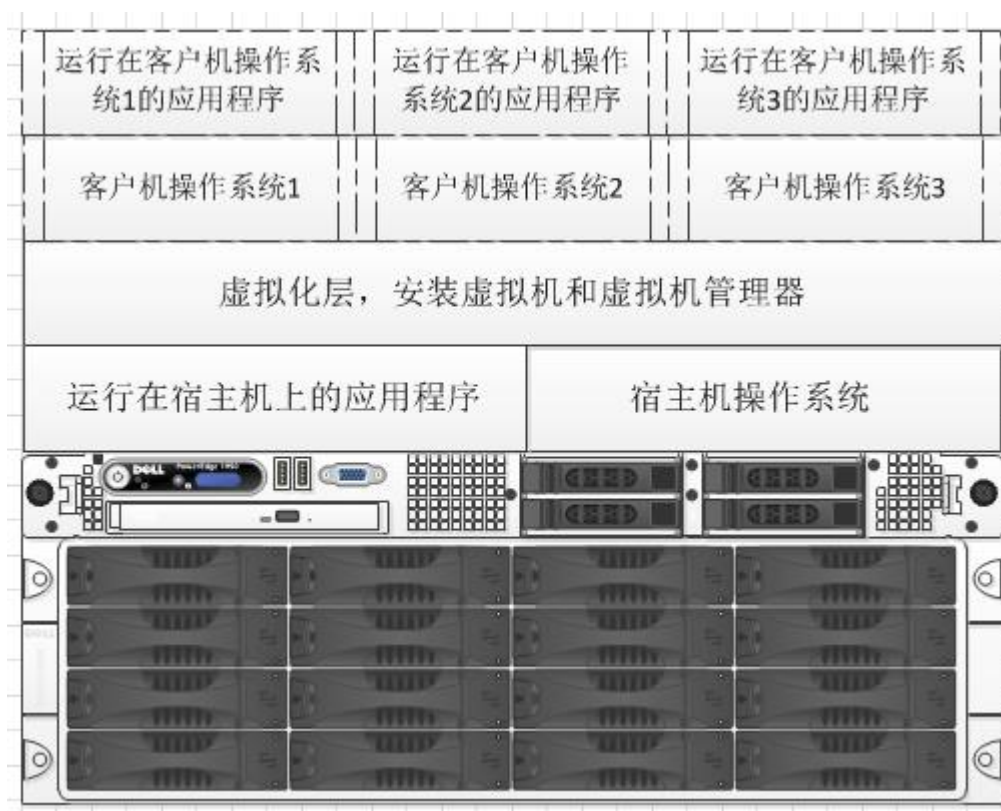 运行在客户机操作系
统1的应用程序
运行在客户机操作
系统2的应用程序
运行在客户机操作系
统3的应用程序
客户机操作系统1
客户机操作系统2
客户机操作系统3
虚拟化层，安装虚拟机和虚拟机管理器
运行在宿主机上的应用程序
宿主机操作系统
DELL